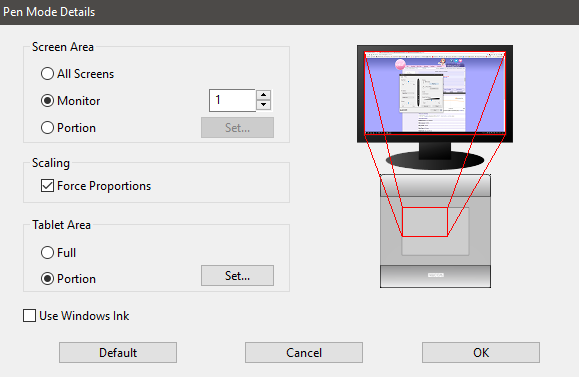 Pen Mode Details
Screen Area
All Screens
Monitor
1
Portion
Set...
Scaling
Force Proportions
Tablet Area
Full
Portion
Set...
Use Windows Ink
Default
Cancel
OK